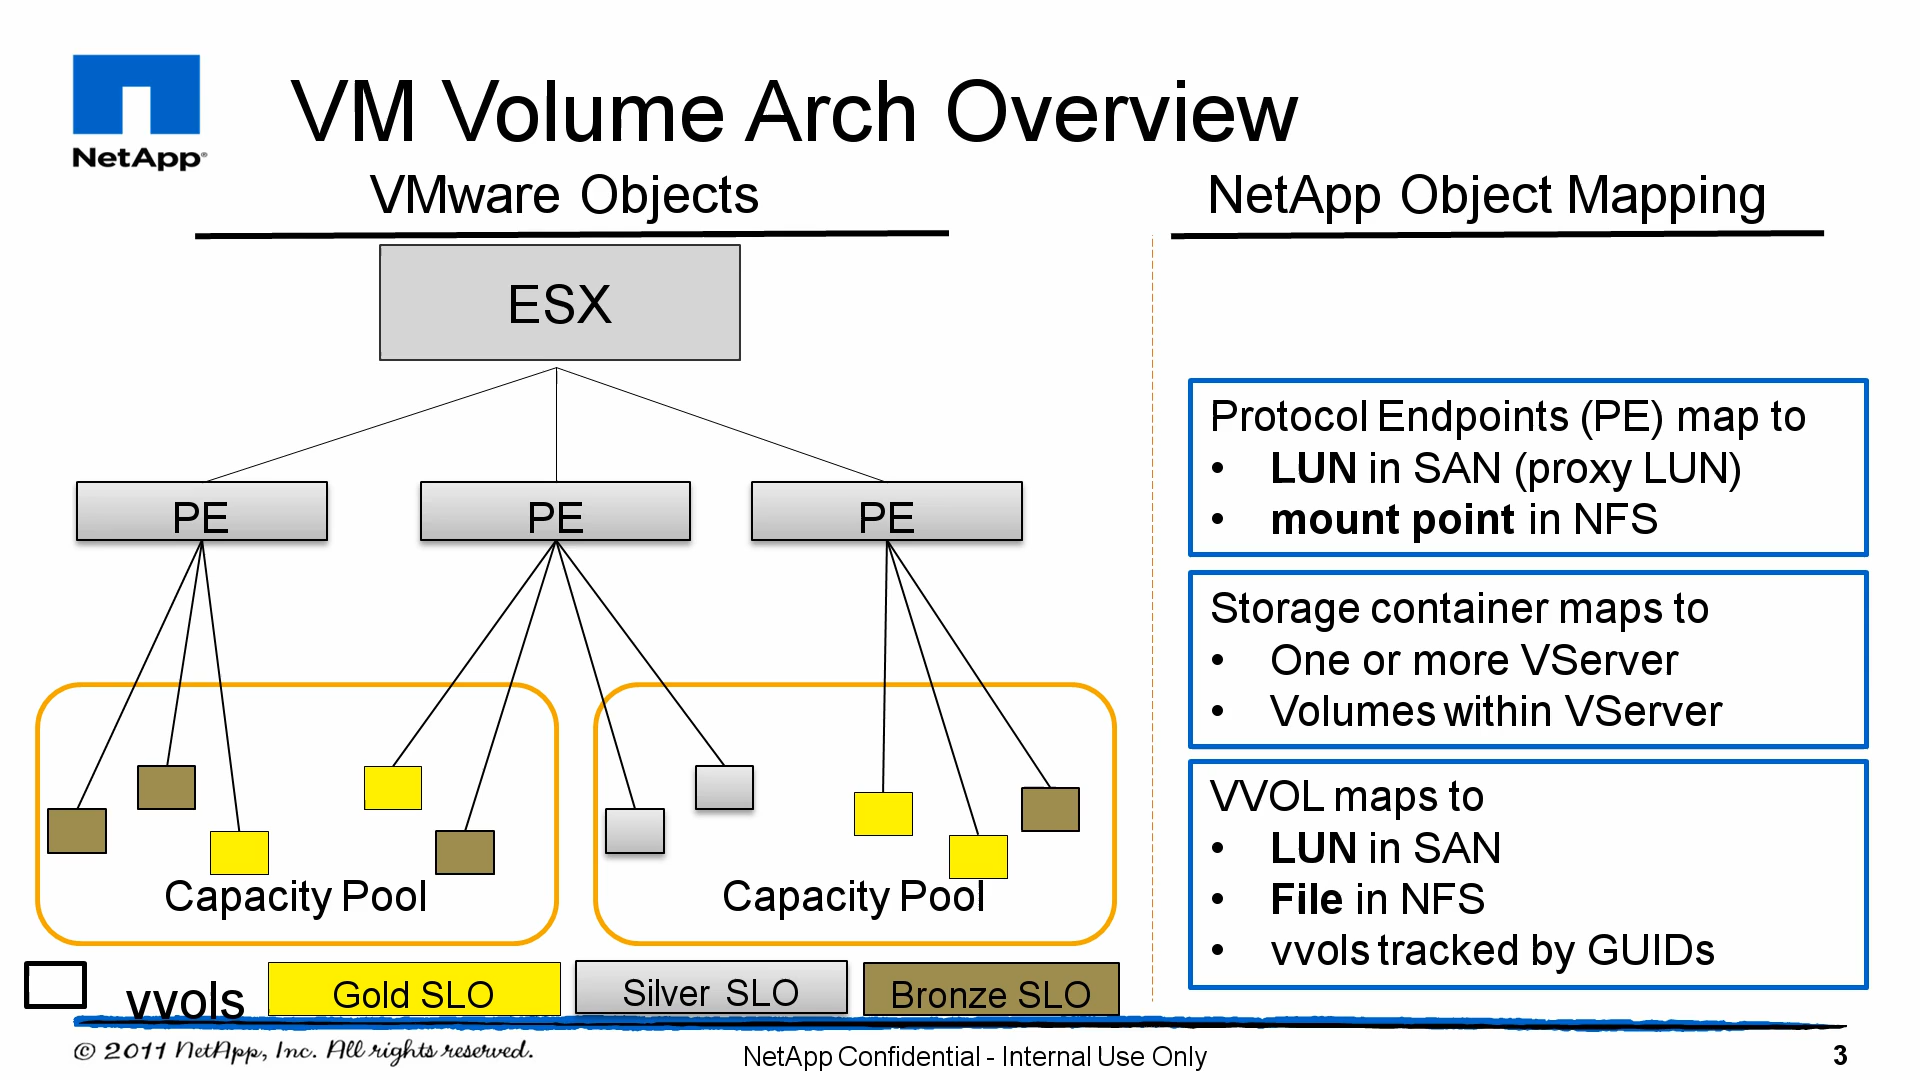 NetApp®
VM Volume Arch Overview
VMware Objects
ESX
PE PE PE
Capacity Pool Capacity Pool
vvols Gold SLO Silver SLO Bronze SLO
NetApp Object Mapping
Protocol Endpoints (PE) map to
• LUN in SAN (proxy LUN)
• mount point in NFS
Storage container maps to
• One or more VServer
• Volumes within VServer
VVOL maps to
• LUN in SAN
• File in NFS
• vvols tracked by GUIDs
© 2011 NetApp, Inc. All rights reserved.
NetApp Confidential - Internal Use Only
3